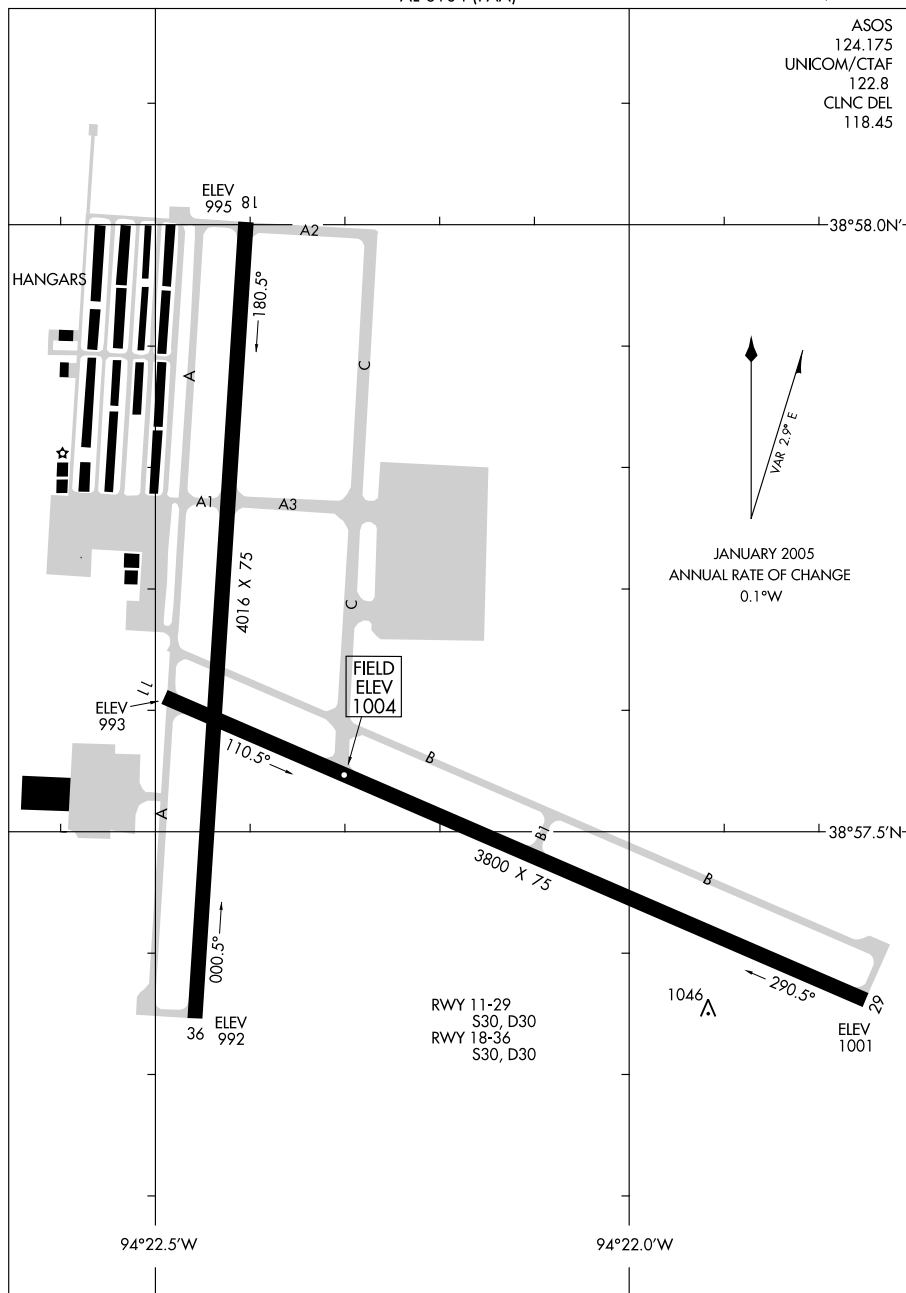 ASOS
124.175
UNICOM/CTAF
122.8
CLNC DEL
118.45
ELEV
995
18
A2
38°58.0N'
HANGARS
180.5°
A
C
VAR 2.9° E
A1
A3
JANUARY 2005
ANNUAL RATE OF CHANGE
0.1°W
4016 X 75
C
FIELD
ELEV
1004
11
ELEV
993
110.5°
B
A
B1
38°57.5'N
3800 X 75
B
000.5°
290.5°
1046
29
RWY 11-29
S30, D30
RWY 18-36
S30, D30
36
ELEV
992
ELEV
1001
94°22.5'W
94°22.0'W